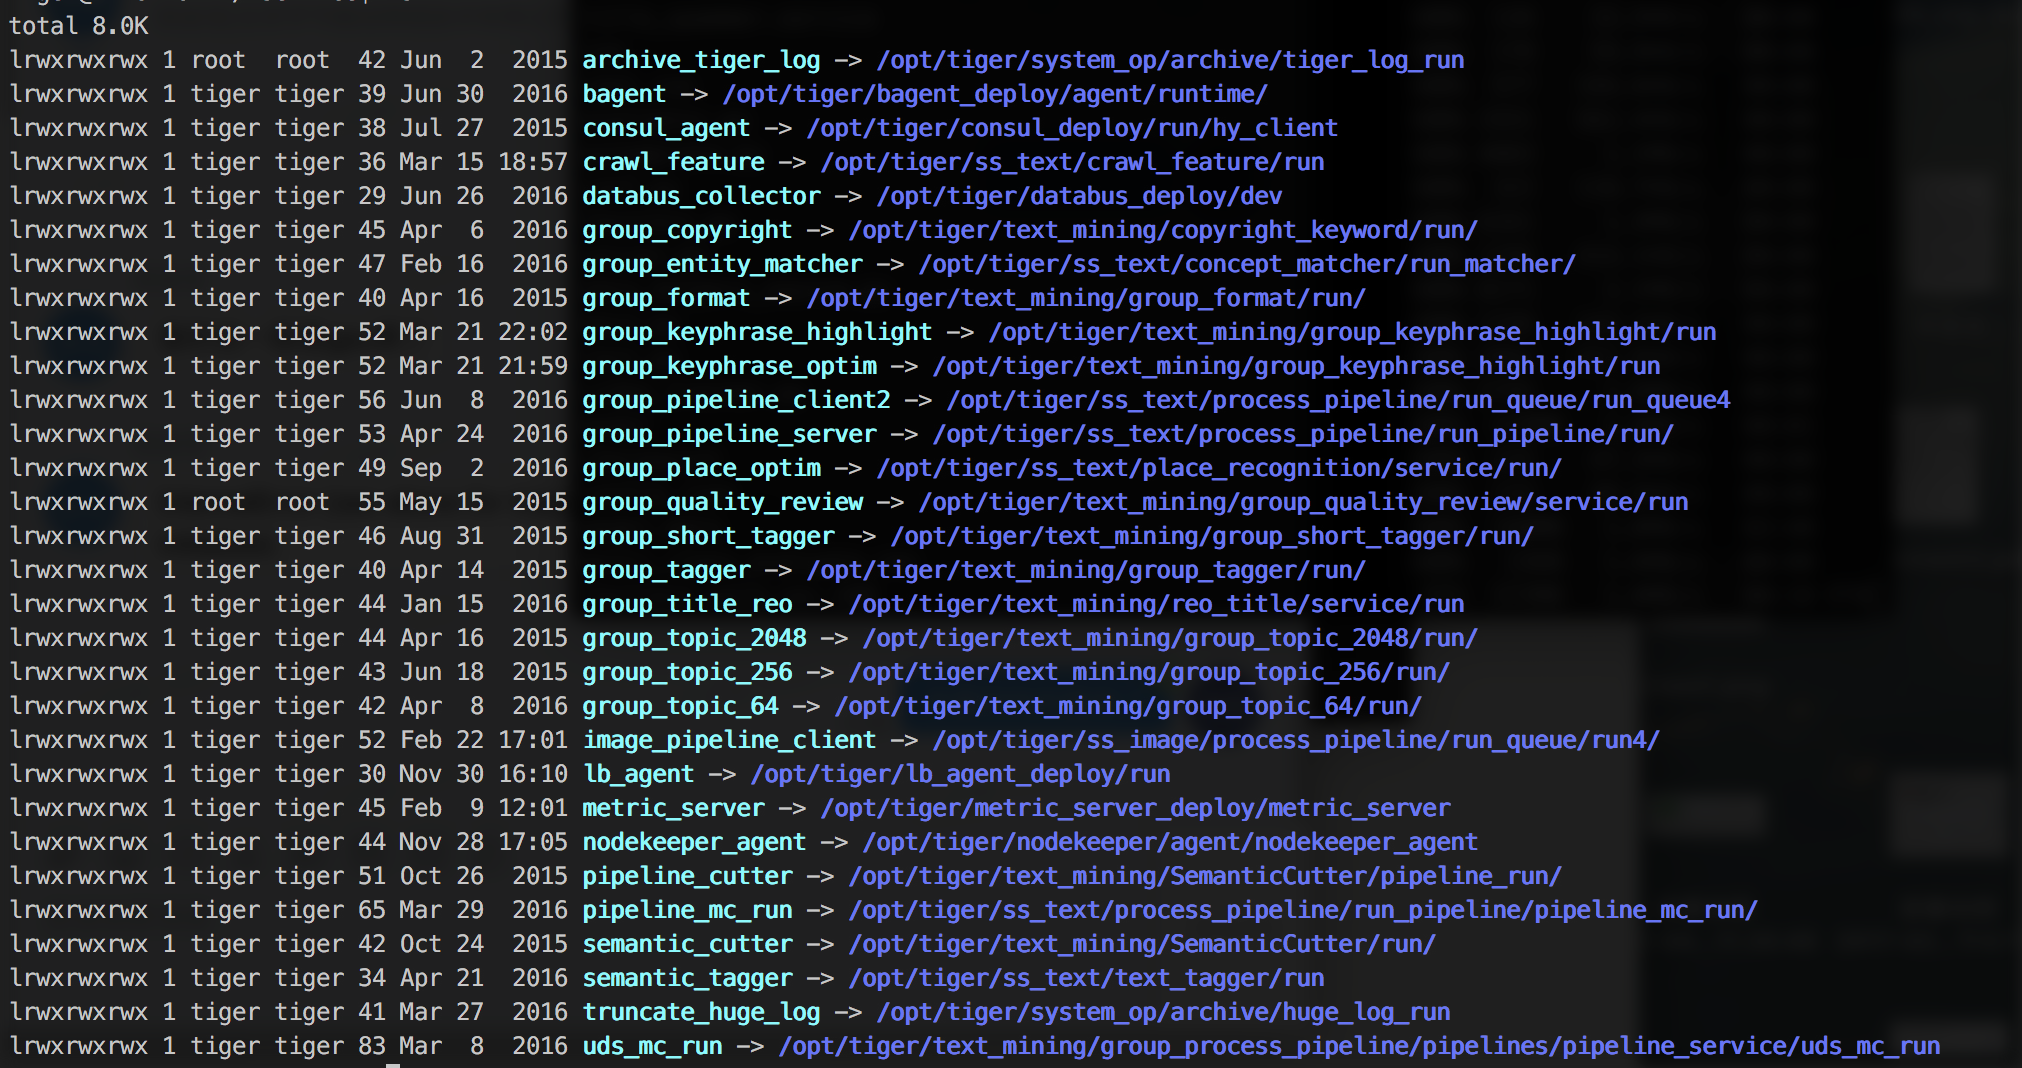 total 8.0K
lrwxrwxrwx 1 root  root  42 Jun  2  2015 archive_tiger_log -> /opt/tiger/system_op/archive/tiger_log_run
lrwxrwxrwx 1 tiger tiger 39 Jun 30  2016 bagent -> /opt/tiger/bagent_deploy/agent/runtime/
lrwxrwxrwx 1 tiger tiger 38 Jul 27  2015 consul_agent -> /opt/tiger/consul_deploy/run/hy_client
lrwxrwxrwx 1 tiger tiger 36 Mar 15 18:57 crawl_feature -> /opt/tiger/ss_text/crawl_feature/run
lrwxrwxrwx 1 tiger tiger 29 Jun 26  2016 databus_collector -> /opt/tiger/databus_deploy/dev
lrwxrwxrwx 1 tiger tiger 45 Apr  6  2016 group_copyright -> /opt/tiger/text_mining/copyright_keyword/run/
lrwxrwxrwx 1 tiger tiger 47 Feb 16  2016 group_entity_matcher -> /opt/tiger/ss_text/concept_matcher/run_matcher/
lrwxrwxrwx 1 tiger tiger 40 Apr 16  2015 group_format -> /opt/tiger/text_mining/group_format/run/
lrwxrwxrwx 1 tiger tiger 52 Mar 21 22:02 group_keyphrase_highlight -> /opt/tiger/text_mining/group_keyphrase_highlight/run
lrwxrwxrwx 1 tiger tiger 52 Mar 21 21:59 group_keyphrase_optim -> /opt/tiger/text_mining/group_keyphrase_highlight/run
lrwxrwxrwx 1 tiger tiger 56 Jun  8  2016 group_pipeline_client2 -> /opt/tiger/ss_text/process_pipeline/run_queue/run_queue4
lrwxrwxrwx 1 tiger tiger 53 Apr 24  2016 group_pipeline_server -> /opt/tiger/ss_text/process_pipeline/run_pipeline/run/
lrwxrwxrwx 1 tiger tiger 49 Sep  2  2016 group_place_optim -> /opt/tiger/ss_text/place_recognition/service/run/
lrwxrwxrwx 1 root  root  55 May 15  2015 group_quality_review -> /opt/tiger/text_mining/group_quality_review/service/run
lrwxrwxrwx 1 tiger tiger 46 Aug 31  2015 group_short_tagger -> /opt/tiger/text_mining/group_short_tagger/run/
lrwxrwxrwx 1 tiger tiger 40 Apr 14  2015 group_tagger -> /opt/tiger/text_mining/group_tagger/run/
lrwxrwxrwx 1 tiger tiger 44 Jan 15  2016 group_title_reo -> /opt/tiger/text_mining/reo_title/service/run
lrwxrwxrwx 1 tiger tiger 44 Apr 16  2015 group_topic_2048 -> /opt/tiger/text_mining/group_topic_2048/run/
lrwxrwxrwx 1 tiger tiger 43 Jun 18  2015 group_topic_256 -> /opt/tiger/text_mining/group_topic_256/run/
lrwxrwxrwx 1 tiger tiger 42 Apr  8  2016 group_topic_64 -> /opt/tiger/text_mining/group_topic_64/run/
lrwxrwxrwx 1 tiger tiger 52 Feb 22 17:01 image_pipeline_client -> /opt/tiger/ss_image/process_pipeline/run_queue/run4/
lrwxrwxrwx 1 tiger tiger 30 Nov 30 16:10 lb_agent -> /opt/tiger/lb_agent_deploy/run
lrwxrwxrwx 1 tiger tiger 45 Feb  9 12:01 metric_server -> /opt/tiger/metric_server_deploy/metric_server
lrwxrwxrwx 1 tiger tiger 44 Nov 28 17:05 nodekeeper_agent -> /opt/tiger/nodekeeper/agent/nodekeeper_agent
lrwxrwxrwx 1 tiger tiger 51 Oct 26  2015 pipeline_cutter -> /opt/tiger/text_mining/SemanticCutter/pipeline_run/
lrwxrwxrwx 1 tiger tiger 65 Mar 29  2016 pipeline_mc_run -> /opt/tiger/ss_text/process_pipeline/run_pipeline/pipeline_mc_run/
lrwxrwxrwx 1 tiger tiger 42 Oct 24  2015 semantic_cutter -> /opt/tiger/text_mining/SemanticCutter/run/
lrwxrwxrwx 1 tiger tiger 34 Apr 21  2016 semantic_tagger -> /opt/tiger/ss_text/text_tagger/run
lrwxrwxrwx 1 tiger tiger 41 Mar 27  2016 truncate_huge_log -> /opt/tiger/system_op/archive/huge_log_run
lrwxrwxrwx 1 tiger tiger 83 Mar  8  2016 uds_mc_run -> /opt/tiger/text_mining/group_process_pipeline/pipelines/pipeline_service/uds_mc_run